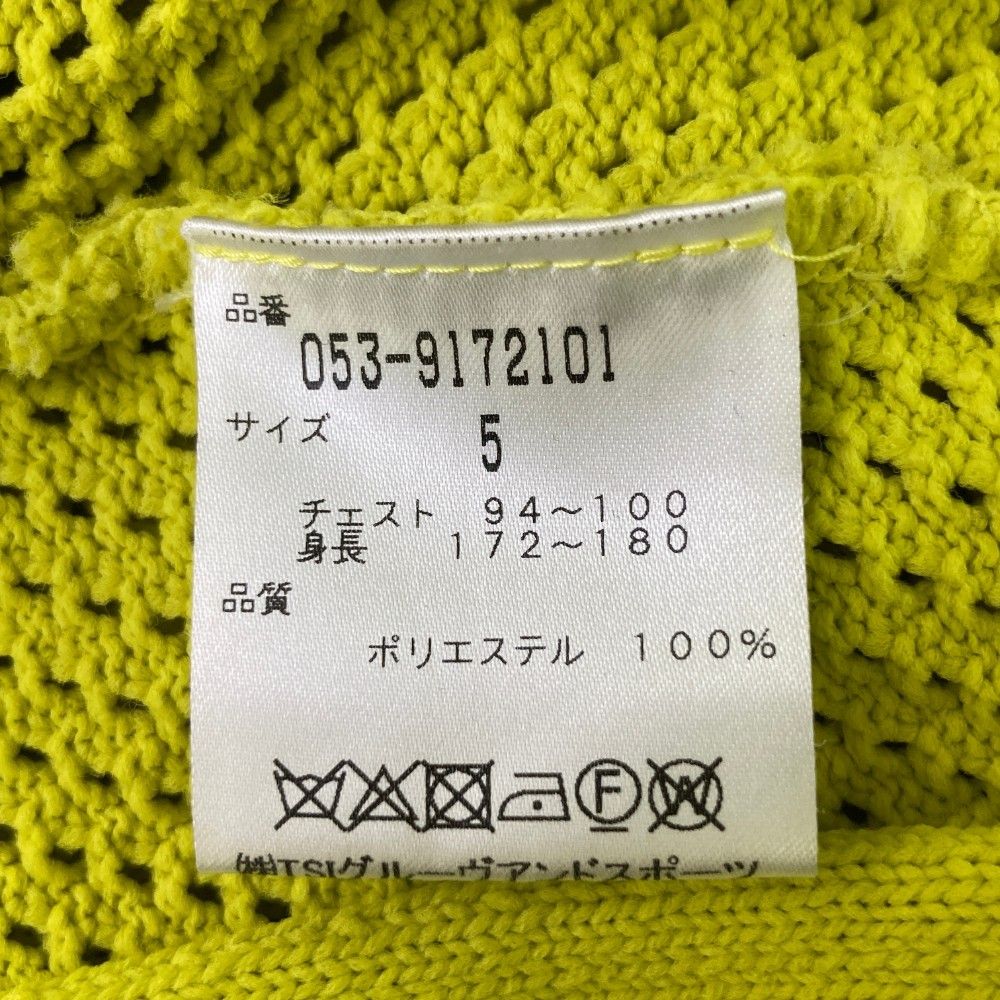 品番
053-9172101
サイズ 5
チェスト 94～100
身長 172～180
品質
ポリエステル 100%
F W
㈱TSIグルーヴアンドスポーツ